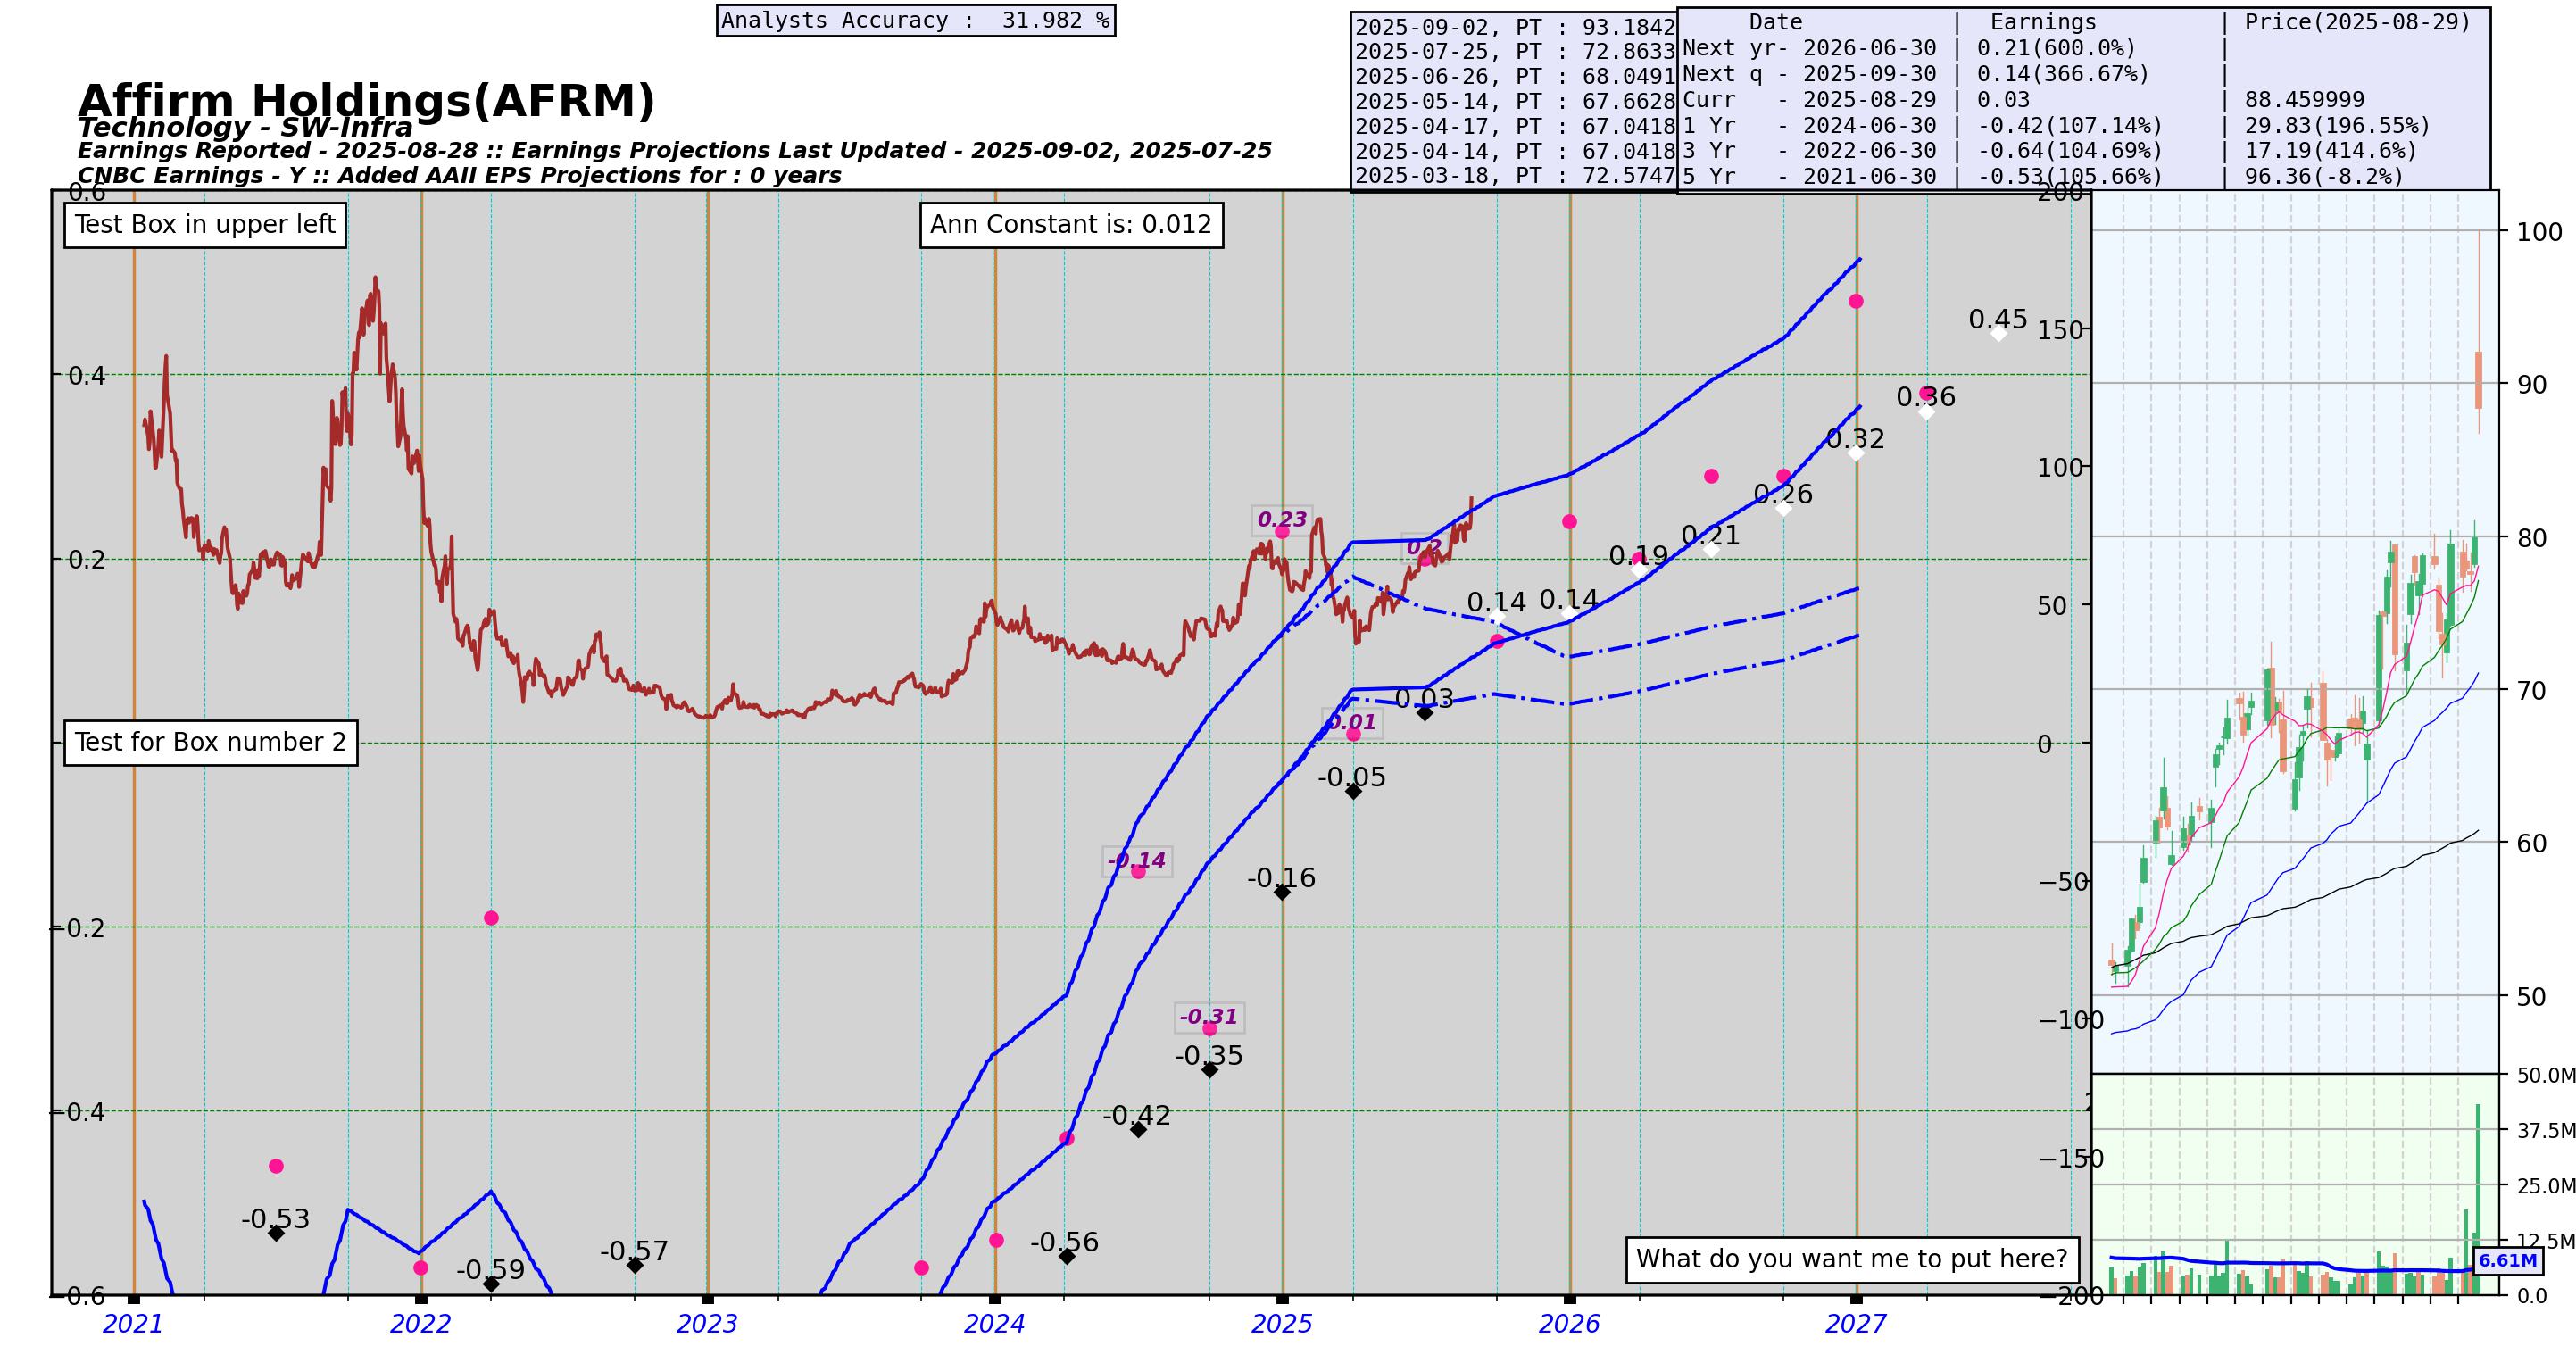 Analysts Accuracy :  31.982 %
2025-09-02, PT : 93.1842
2025-07-25, PT : 72.8633
2025-06-26, PT : 68.0491
2025-05-14, PT : 67.6628
2025-04-17, PT : 67.0418
2025-04-14, PT : 67.0418
2025-03-18, PT : 72.5747
Date | Earnings | Price(2025-08-29)
Next yr- 2026-06-30 | 0.21(600.0%) |
Next q - 2025-09-30 | 0.14(366.67%) |
Curr - 2025-08-29 | 0.03 | 88.459999
1 Yr - 2024-06-30 | -0.42(107.14%) | 29.83(196.55%)
3 Yr - 2022-06-30 | -0.64(104.69%) | 17.19(414.6%)
5 Yr - 2021-06-30 | -0.53(105.66%) | 96.36(-8.2%)
Affirm Holdings(AFRM)
Technology - SW-Infra
Earnings Reported - 2025-08-28 :: Earnings Projections Last Updated - 2025-09-02, 2025-07-25
CNBC Earnings - Y :: Added AAII EPS Projections for : 0 years
0.6
200
Test Box in upper left
Ann Constant is: 0.012
100
0.45
150
0.4
90
0.36
0.32
100
0.26
0.23
0.21
80
0.2
0.2
0.19
0.14
0.14
50
0.03
70
0.01
Test for Box number 2
0
-0.05
60
-0.14
-0.16
−50
−0.2
50
-0.31
−100
-0.35
50.0M
−0.4
-0.42
37.5M
−150
25.0M
-0.53
-0.56
-0.57
-0.59
12.5M
What do you want me to put here?
6.61M
−0.6
−200
0.0
2021
2022
2023
2024
2025
2026
2027